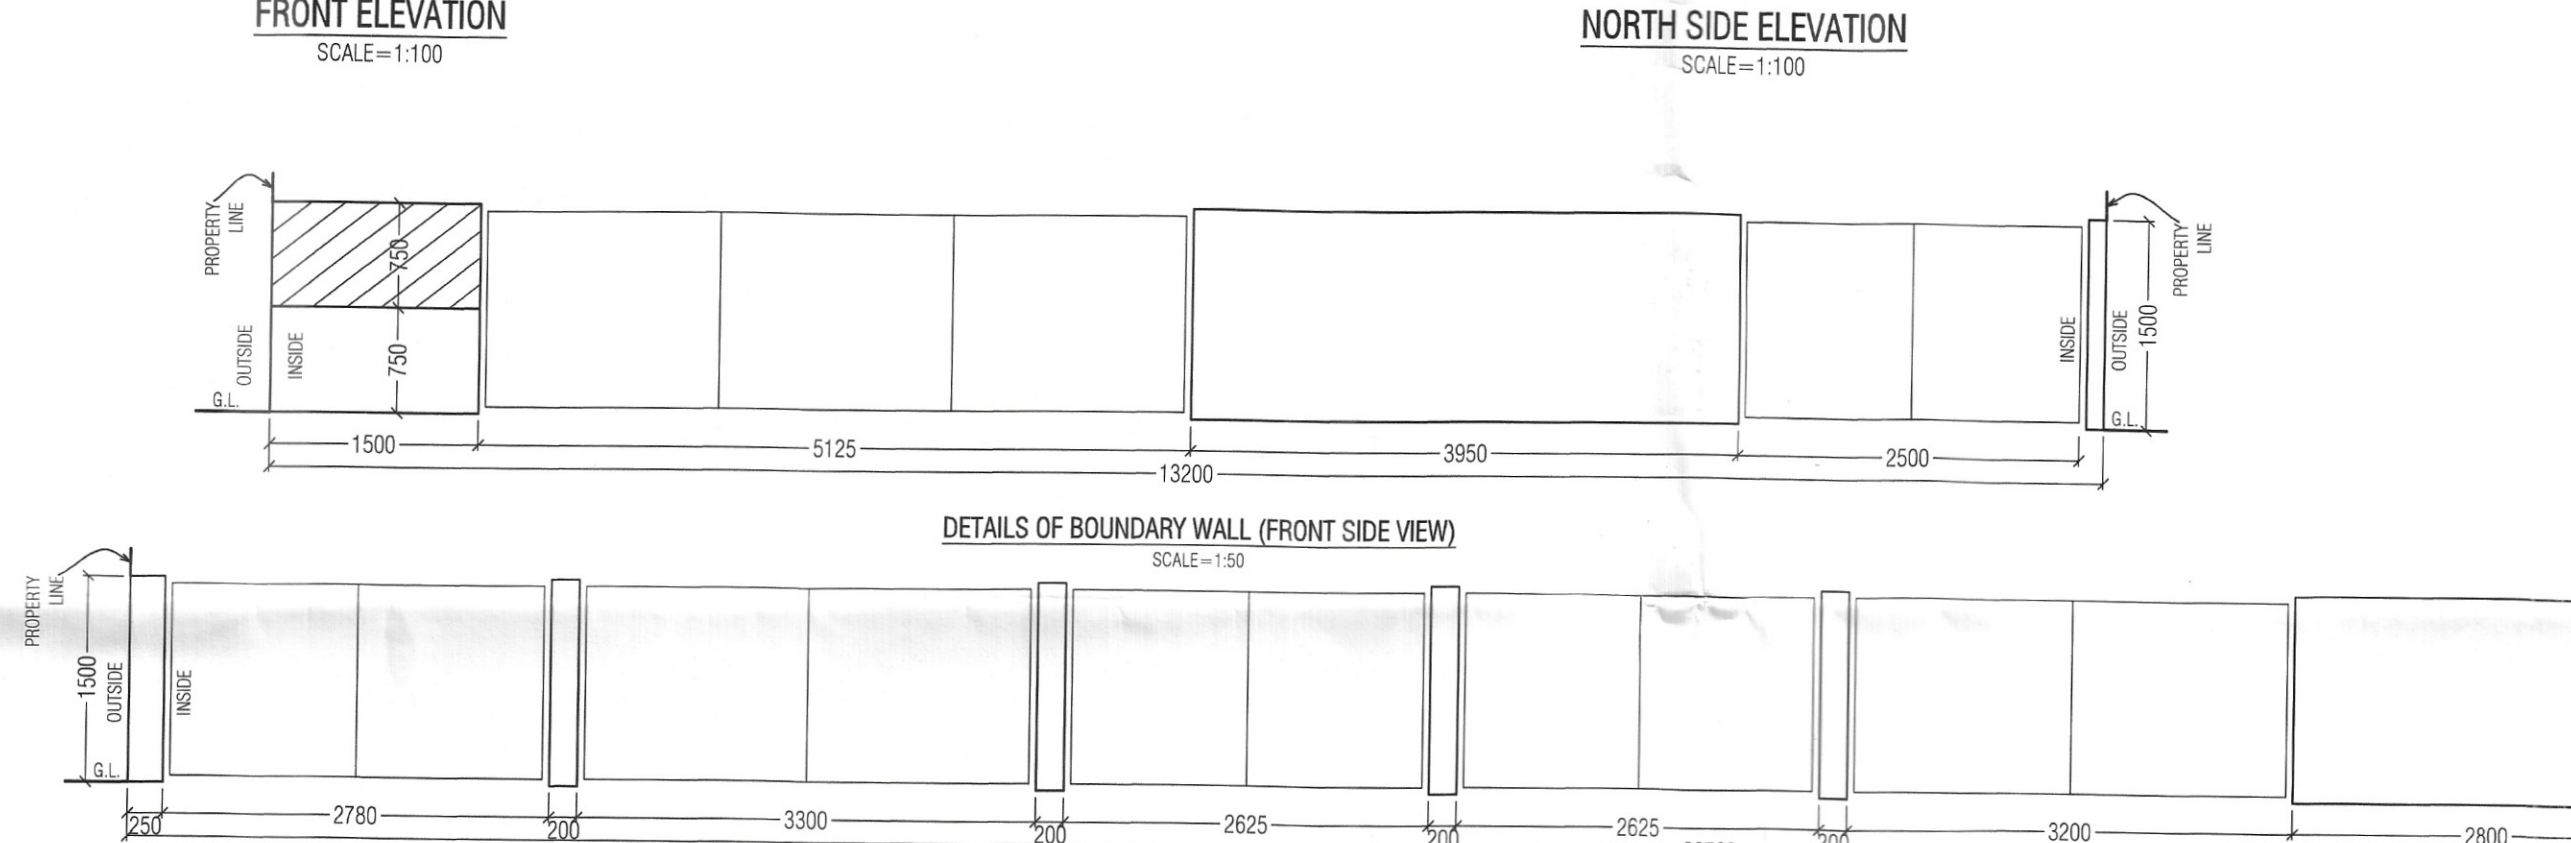 FRONT ELEVATION
SCALE=1:100
NORTH SIDE ELEVATION
SCALE=1:100
PROPERTY
LINE
OUTSIDE
INSIDE
G.L.
750
750
PROPERTY
LINE
INSIDE
OUTSIDE
1500
G.L.
1500
5125
3950
2500
13200
DETAILS OF BOUNDARY WALL (FRONT SIDE VIEW)
SCALE=1:50
PROPERTY
LINE
1500
OUTSIDE
INSIDE
G.L.
250
2780
200
3300
200
2625
200
2625
200
3200
2800